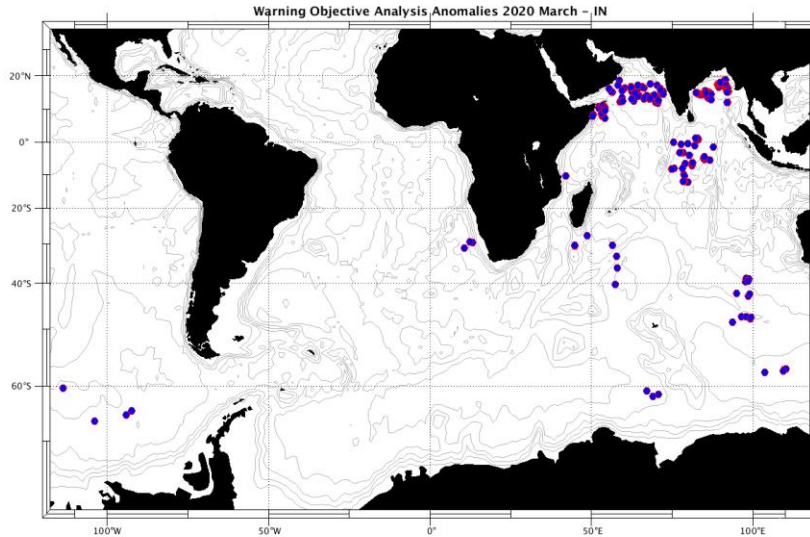 Warning Objective Analysis Anomalies 2020 March – IN
20°N
0°
20°S
40°S
60°S
100°W
50°W
0°
50°E
100°E